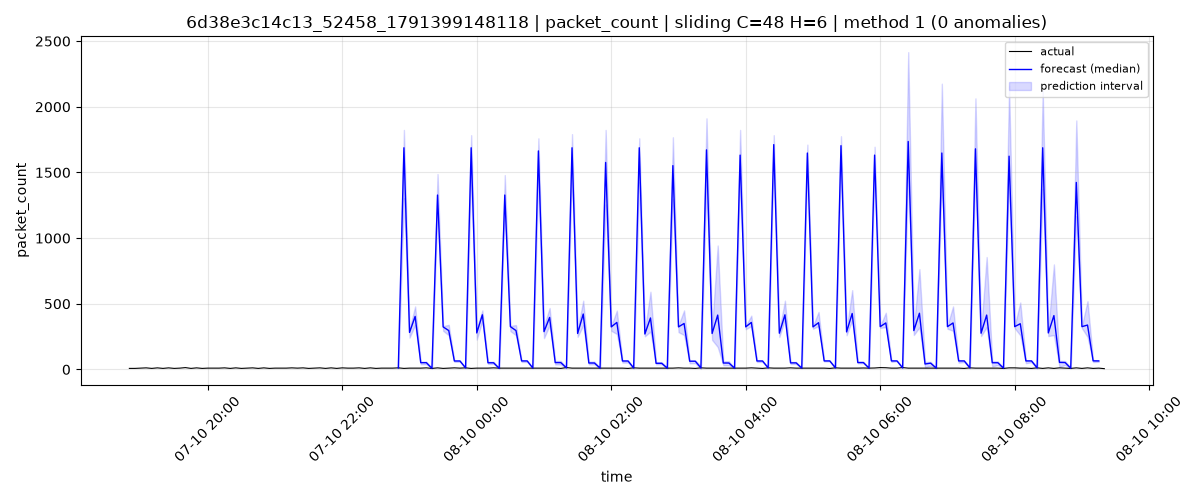 6d38e3c14c13_52458_1791399148118 | packet_count | sliding C=48 H=6 | method 1 (0 anomalies)
actual
forecast (median)
prediction interval
packet_count
2500
2000
1500
1000
500
0
07-10 20:00
07-10 22:00
08-10 00:00
08-10 02:00
08-10 04:00
08-10 06:00
08-10 08:00
08-10 10:00
time